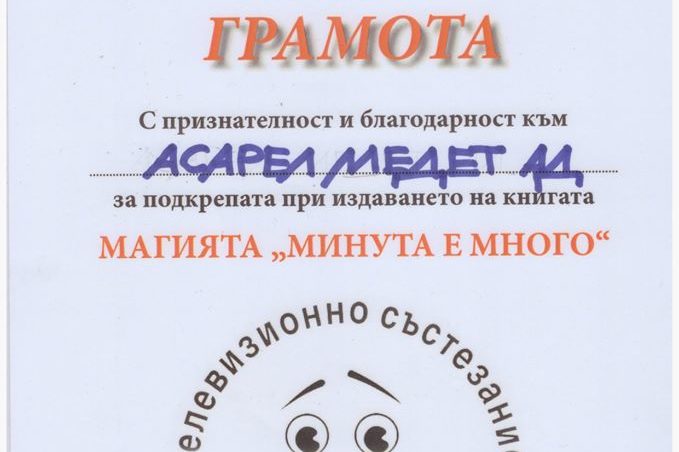 ГРАМОТА
С признателност и благодарност към
АСАРЕЛ МЕДЕТ АД
за подкрепата при издаването на книгата
МАГИЯТА „МИНУТА Е МНОГО“
елевизионно състезани